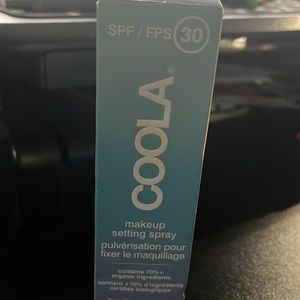 SPF / FPS 30
COOLA®
makeup
setting spray
pulvérisation pour
fixer le maquillage
contains 70%+
organic ingredients
contient + 70% d'ingrédients
certifiés biologiques